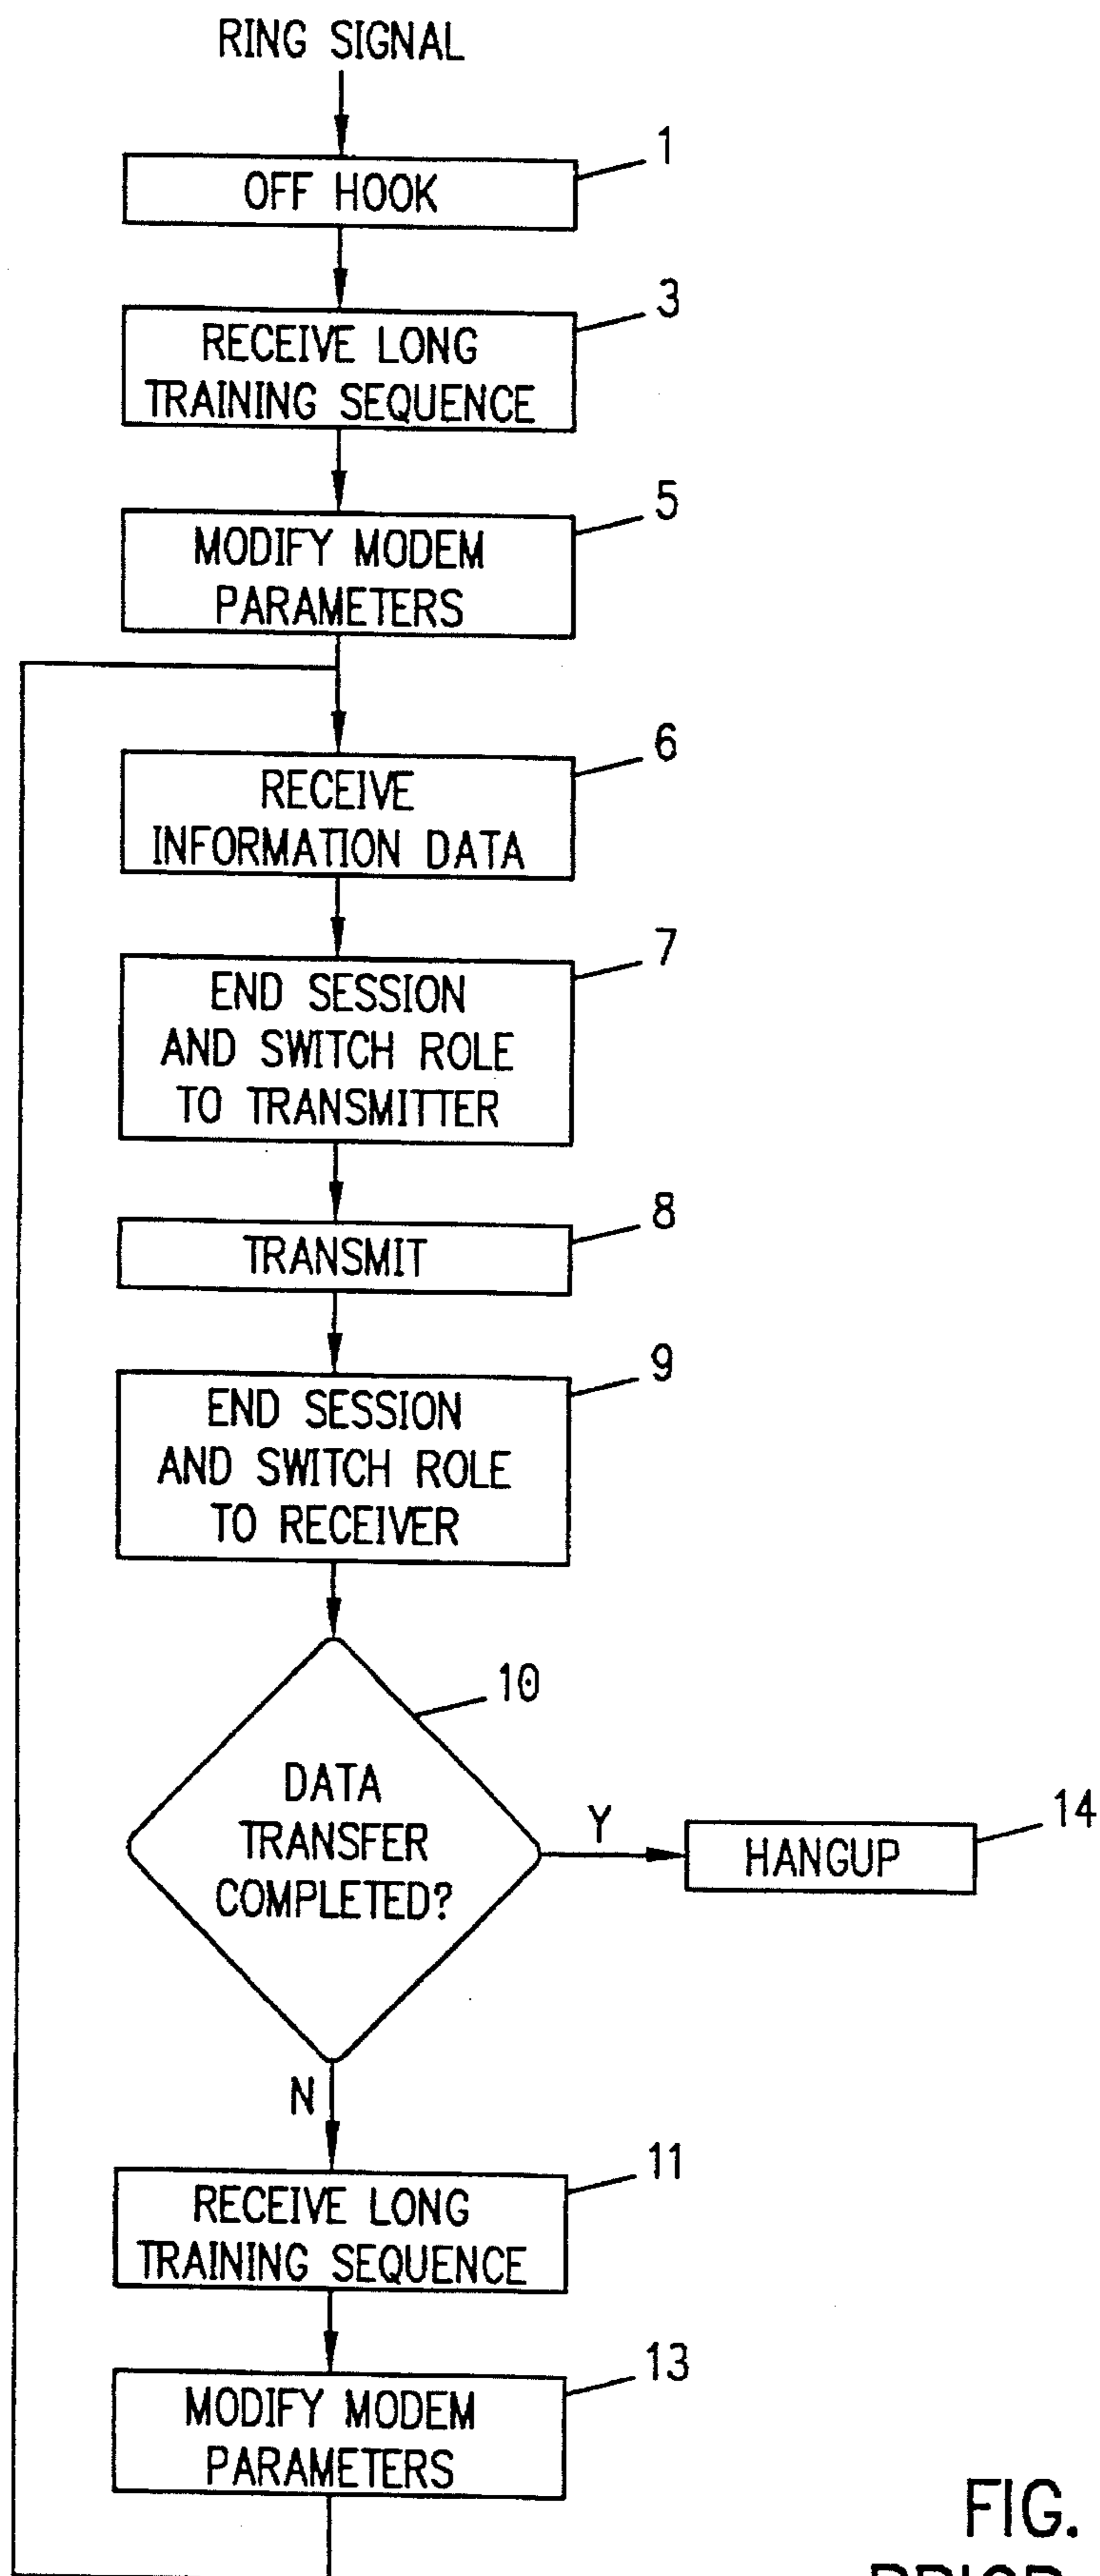 RING SIGNAL
1
OFF HOOK
3
RECEIVE LONG
TRAINING SEQUENCE
5
MODIFY MODEM
PARAMETERS
6
RECEIVE
INFORMATION DATA
7
END SESSION
AND SWITCH ROLE
TO TRANSMITTER
8
TRANSMIT
9
END SESSION
AND SWITCH ROLE
TO RECEIVER
10
DATA
TRANSFER
COMPLETED?
Y
14
HANGUP
N
11
RECEIVE LONG
TRAINING SEQUENCE
13
MODIFY MODEM
PARAMETERS
FIG.
PRIOR